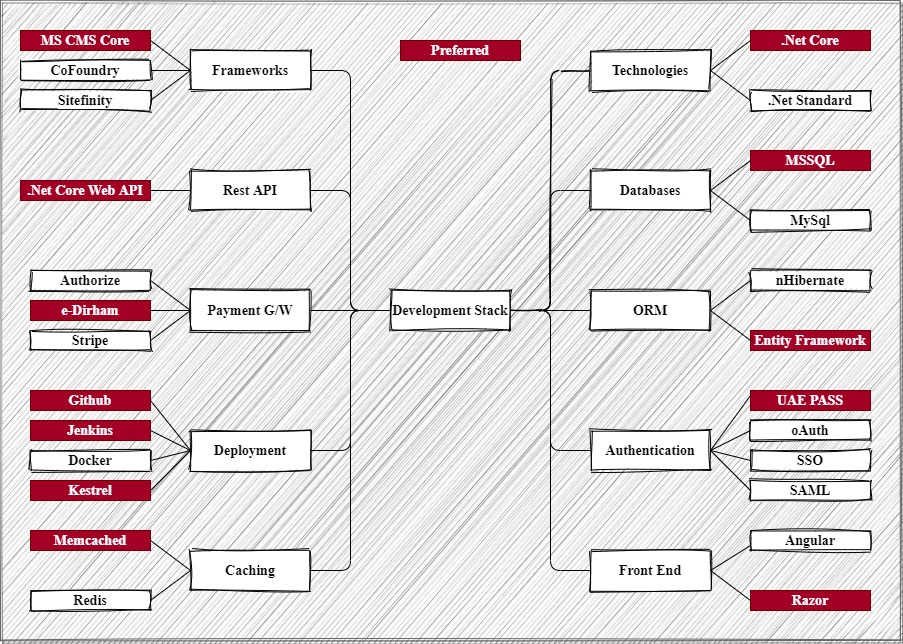 Preferred
Development Stack
Frameworks
MS CMS Core
CoFoundry
Sitefinity
Rest API
.Net Core Web API
Payment G/W
Authorize
e-Dirham
Stripe
Deployment
Github
Jenkins
Docker
Kestrel
Caching
Memcached
Redis
Technologies
.Net Core
.Net Standard
Databases
MSSQL
MySql
ORM
nHibernate
Entity Framework
Authentication
UAE PASS
oAuth
SSO
SAML
Front End
Angular
Razor